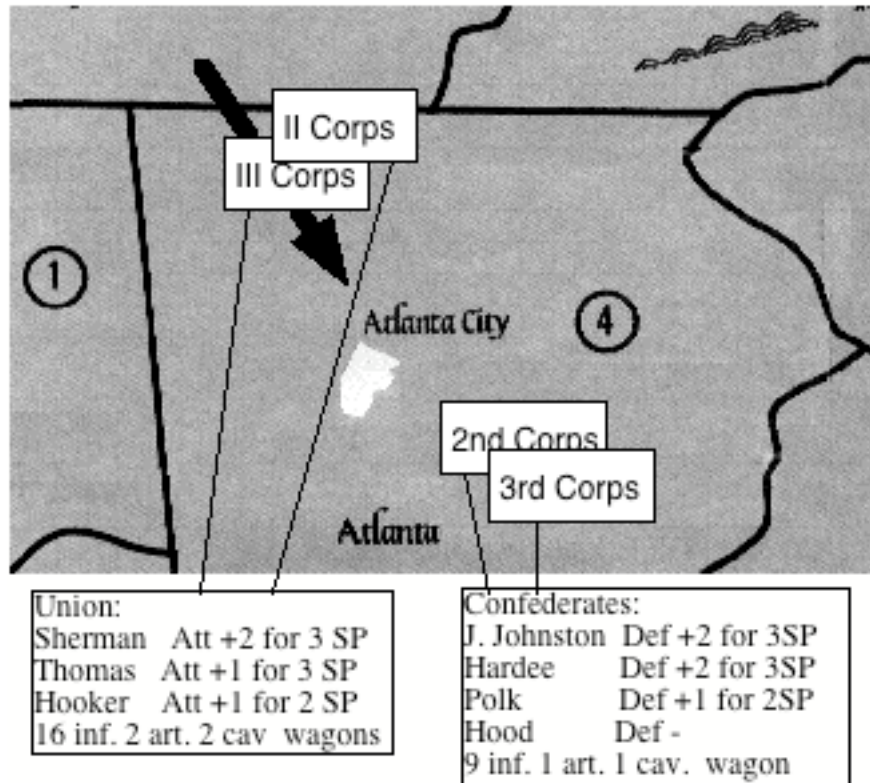 II Corps
III Corps
1
Atlanta City
4
2nd Corps
3rd Corps
Atlanta
Union:
Sherman Att +2 for 3 SP
Thomas Att +1 for 3 SP
Hooker Att +1 for 2 SP
16 inf. 2 art. 2 cav wagons
Confederates:
J. Johnston Def +2 for 3SP
Hardee Def +2 for 3SP
Polk Def +1 for 2SP
Hood Def -
9 inf. 1 art. 1 cav. wagon